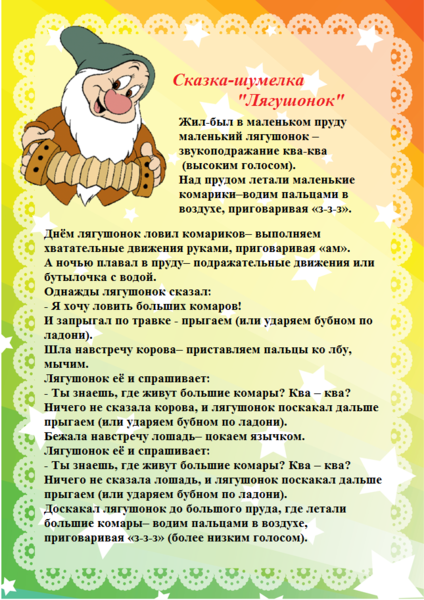 Сказка-шумелка
"Лягушонок"
Жил-был в маленьком пруду
маленький лягушонок –
звукоподражание ква-ква
(высоким голосом).
Над прудом летали маленькие
комарики–водим пальцами в
воздухе, приговаривая «з-з-з».
Днём лягушонок ловил комариков– выполняем
хватательные движения руками, приговаривая «ам».
А ночью плавал в пруду– подражательные движения или
бутылочка с водой.
Однажды лягушонок сказал:
- Я хочу ловить больших комаров!
И запрыгал по травке - прыгаем (или ударяем бубном по
ладони).
Шла навстречу корова– приставляем пальцы ко лбу,
мычим.
Лягушонок её и спрашивает:
- Ты знаешь, где живут большие комары? Ква – ква?
Ничего не сказала корова, и лягушонок поскакал дальше
прыгаем (или ударяем бубном по ладони).
Бежала навстречу лошадь– цокаем язычком.
Лягушонок её и спрашивает:
- Ты знаешь, где живут большие комары? Ква – ква?
Ничего не сказала лошадь, и лягушонок поскакал дальше
прыгаем (или ударяем бубном по ладони).
Доскакал лягушонок до большого пруда, где летали
большие комары– водим пальцами в воздухе,
приговаривая «з-з-з» (более низким голосом).